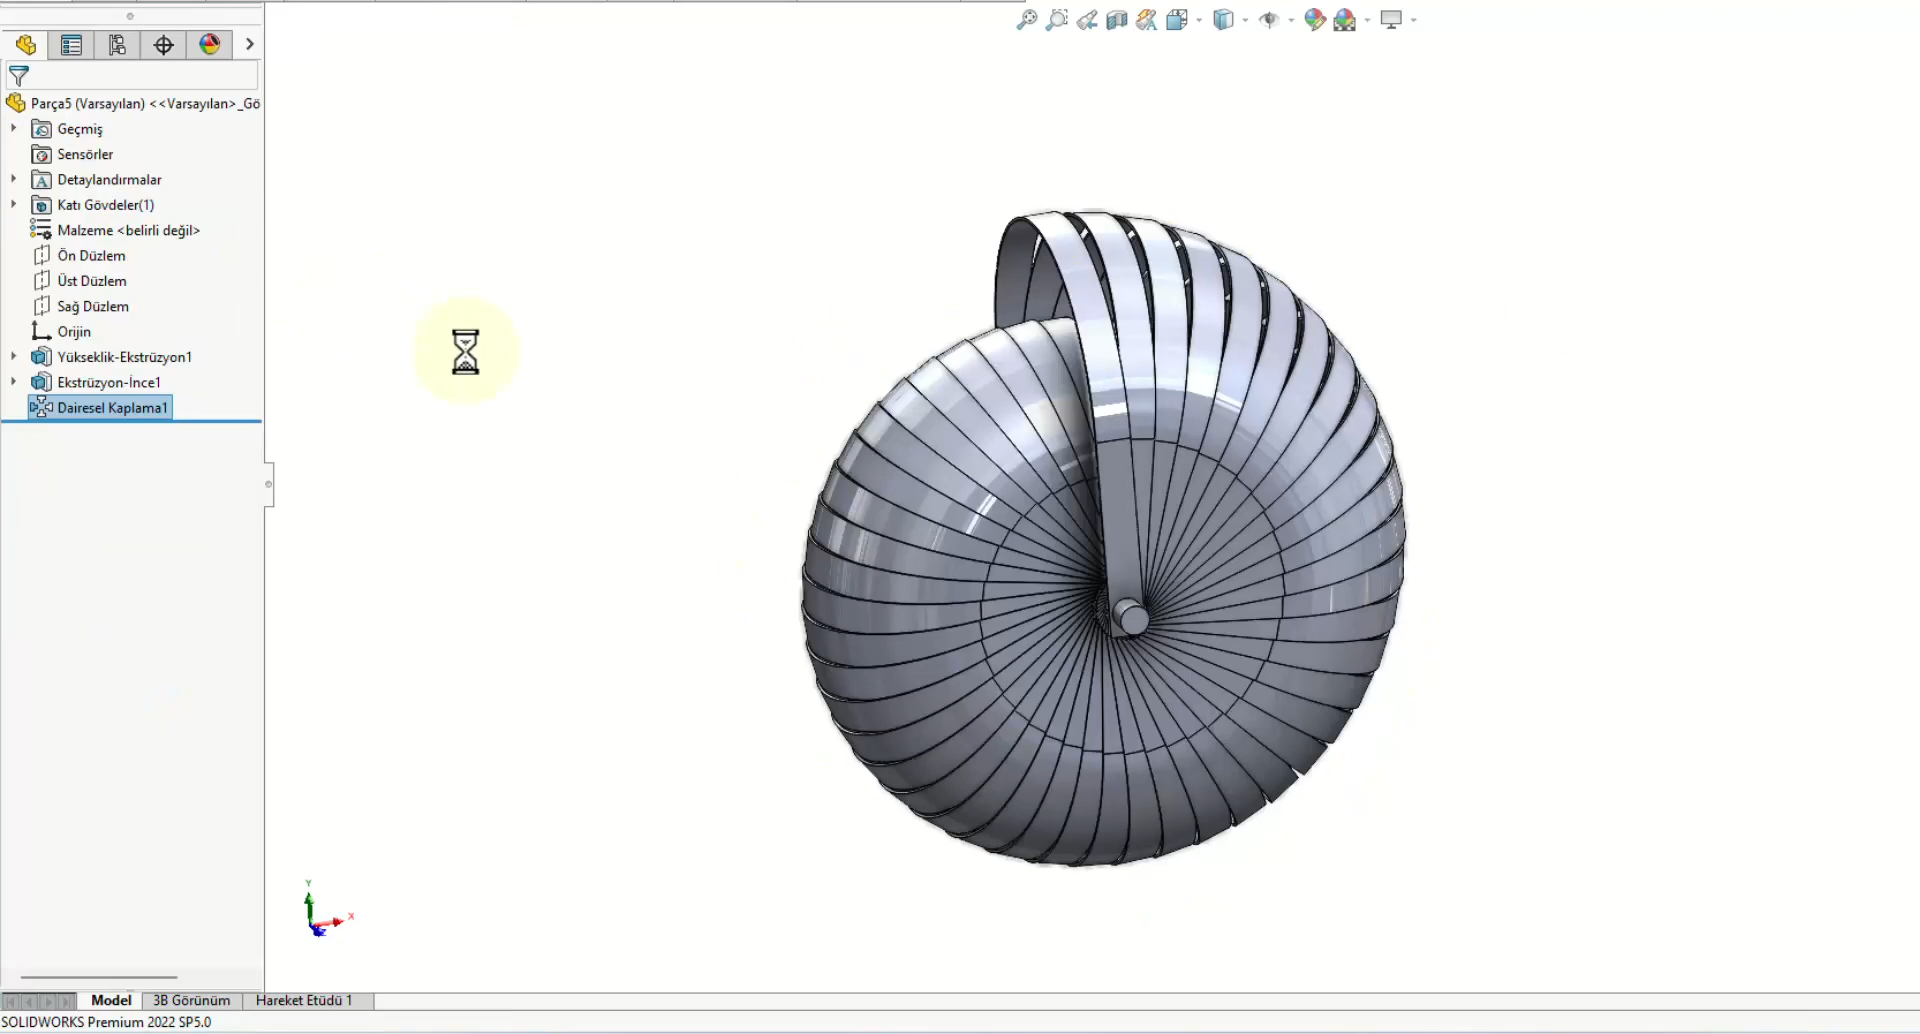 Parça5 (Varsayılan) <<Varsayılan>_Gö
Geçmiş
Sensörler
A Detaylandırmalar
Katı Gövdeler(1)
Malzeme <belirli değil>
Ön Düzlem
Üst Düzlem
Sağ Düzlem
Orijin
Yükseklik-Ekstrüzyon1
Ekstrüzyon-İnce1
Dairesel Kaplama1
Y
X
Model 3B Görünüm Hareket Etüdü 1
SOLIDWORKS Premium 2022 SP5.0